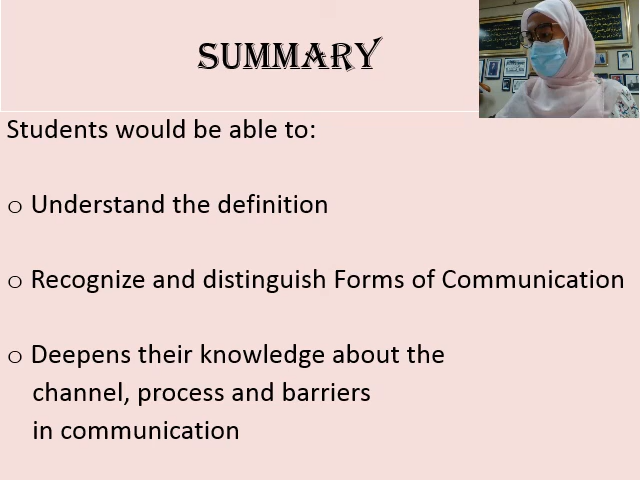 SUMMARY
Students would be able to:
o Understand the definition
o Recognize and distinguish Forms of Communication
o Deepens their knowledge about the
channel, process and barriers
in communication